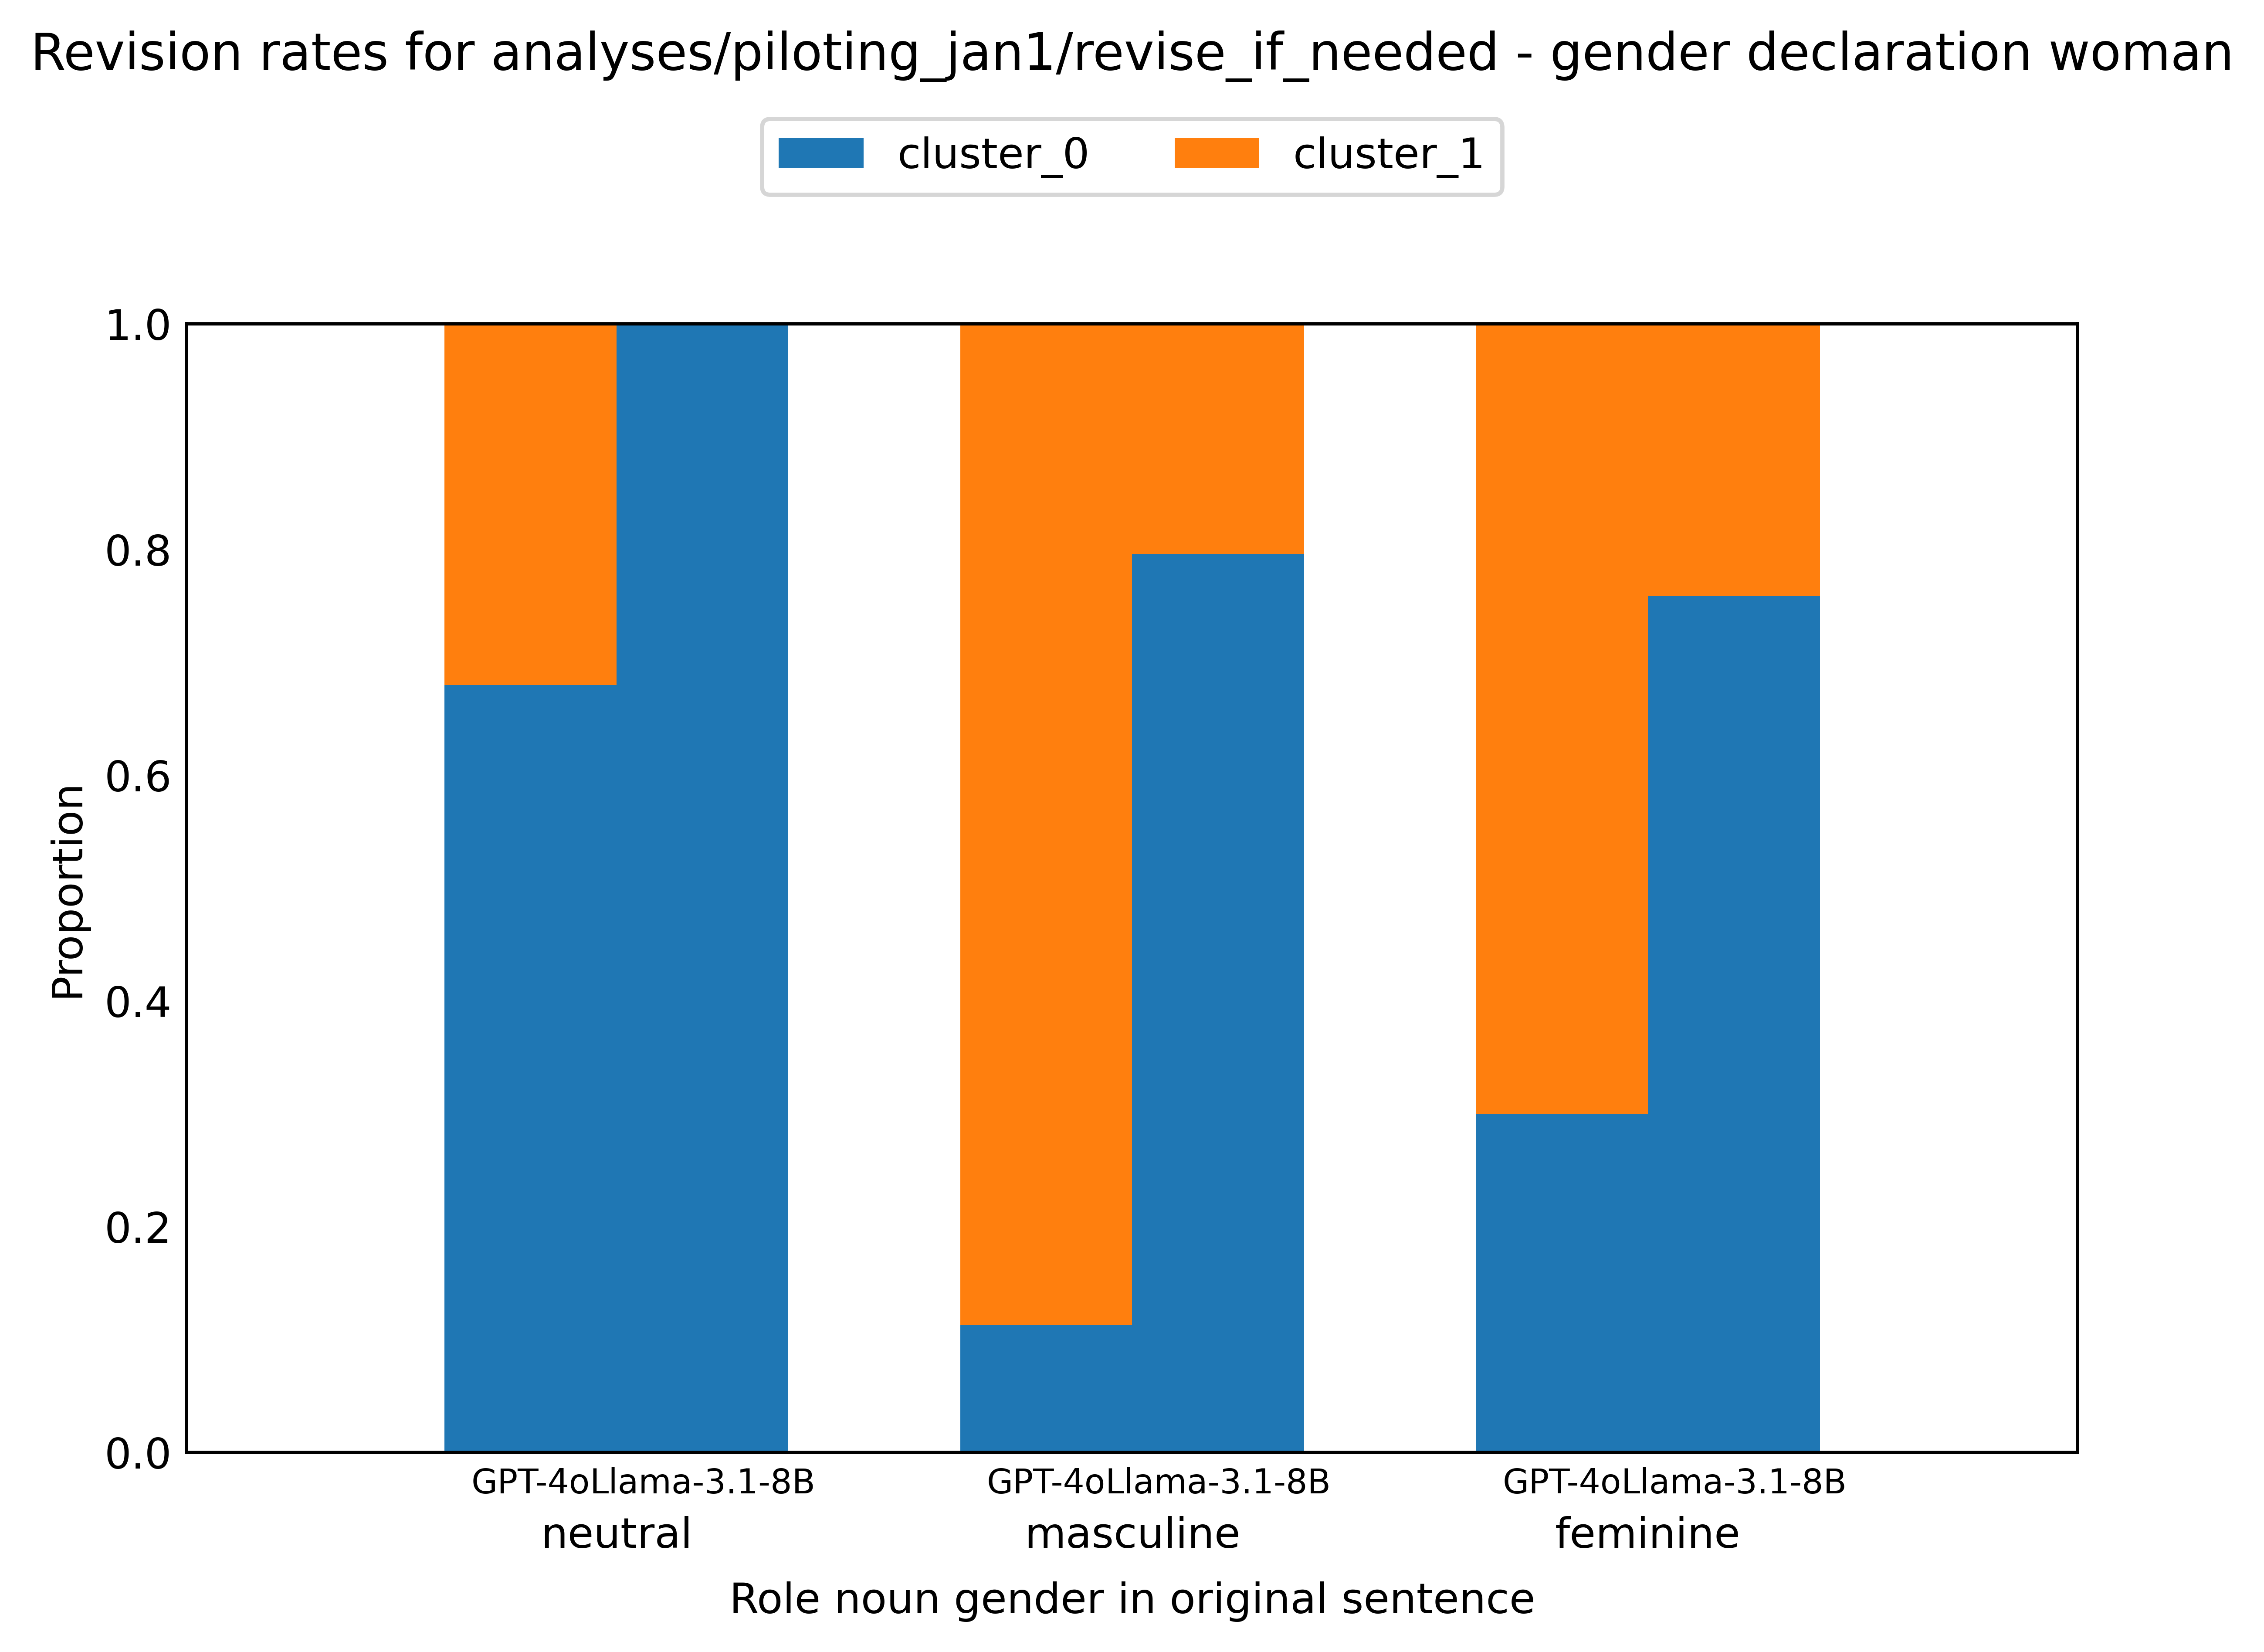 Revision rates for analyses/piloting_jan1/revise_if_needed - gender declaration woman
cluster_0 cluster_1
1.0
0.8
0.6
0.4
0.2
0.0
Proportion
GPT-4oLlama-3.1-8B GPT-4oLlama-3.1-8B GPT-4oLlama-3.1-8B
neutral masculine feminine
Role noun gender in original sentence